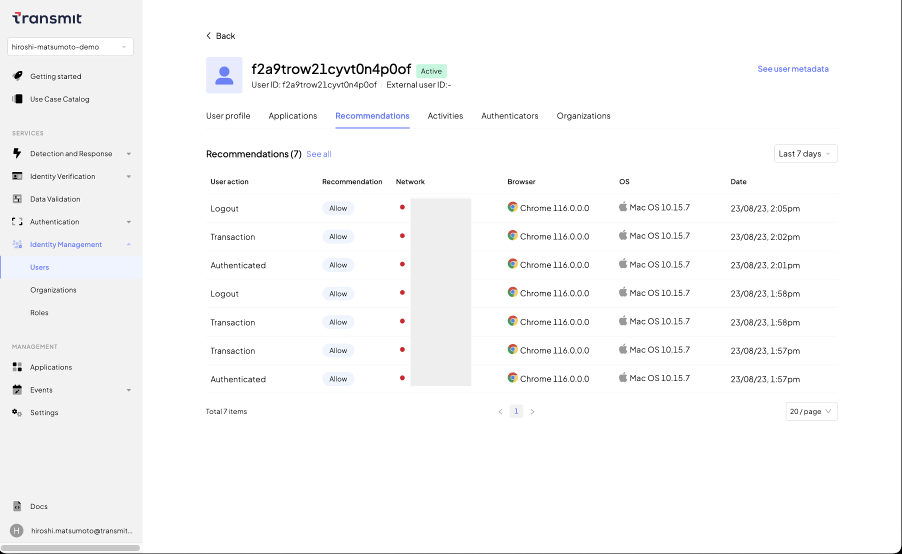 Transmit
hiroshi-matsumoto-demo
Getting started
Use Case Catalog
SERVICES
Detection and Response
Identity Verification
Data Validation
Authentication
Identity Management
Users
Organizations
Roles
MANAGEMENT
Applications
Events
Settings
Docs
H hiroshi.matsumoto@transmit...
Back
f2a9trow21cyvt0n4p0of Active
User ID: f2a9trow21cyvt0n4p0of External user ID:-
See user metadata
User profile Applications Recommendations Activities Authenticators Organizations
Recommendations (7) See all Last 7 days
User action Recommendation Network Browser OS Date
Logout Allow Chrome 116.0.0.0 Mac OS 10.15.7 23/08/23, 2:05pm
Transaction Allow Chrome 116.0.0.0 Mac OS 10.15.7 23/08/23, 2:02pm
Authenticated Allow Chrome 116.0.0.0 Mac OS 10.15.7 23/08/23, 2:01pm
Logout Allow Chrome 116.0.0.0 Mac OS 10.15.7 23/08/23, 1:58pm
Transaction Allow Chrome 116.0.0.0 Mac OS 10.15.7 23/08/23, 1:58pm
Transaction Allow Chrome 116.0.0.0 Mac OS 10.15.7 23/08/23, 1:57pm
Authenticated Allow Chrome 116.0.0.0 Mac OS 10.15.7 23/08/23, 1:57pm
Total 7 items 1 20 / page